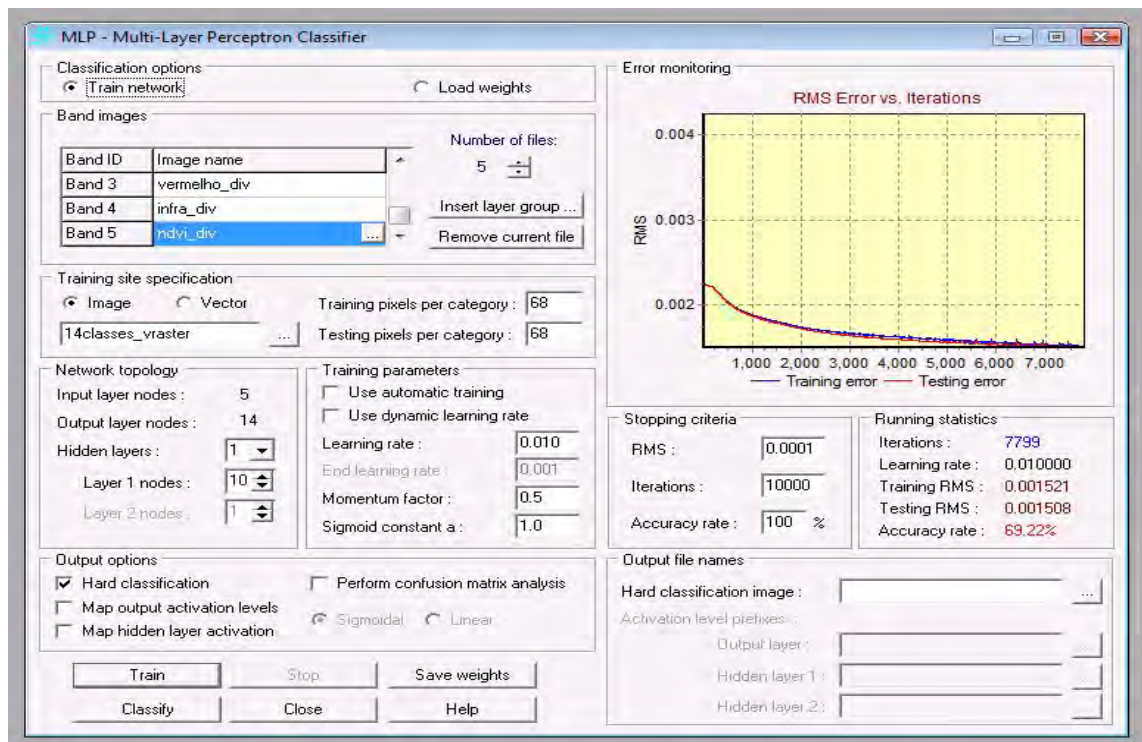 MLP - Multi-Layer Perceptron Classifier
Classification options
Train network
Load weights
Band images
Number of files:
5
Band ID Image name
Band 3 vermelho_div
Band 4 infra_div
Band 5 ndvi_div ...
Insert layer group ...
Remove current file
Training site specification
Image Vector
14classes_vraster ...
Training pixels per category : 68
Testing pixels per category : 68
Network topology
Input layer nodes : 5
Output layer nodes : 14
Hidden layers : 1
Layer 1 nodes : 10
Layer 2 nodes : 1
Training parameters
Use automatic training
Use dynamic learning rate
Learning rate : 0.010
End learning rate : 0.001
Momentum factor : 0.5
Sigmoid constant a : 1.0
Output options
Hard classification
Map output activation levels
Map hidden layer activation
Perform confusion matrix analysis
Sigmoidal Linear
Train Stop Save weights
Classify Close Help
Error monitoring
RMS Error vs. Iterations
RMS
0.004
0.003
0.002
1,000 2,000 3,000 4,000 5,000 6,000 7,000
Training error Testing error
Stopping criteria
RMS : 0.0001
Iterations : 10000
Accuracy rate : 100 %
Running statistics
Iterations : 7799
Learning rate : 0.010000
Training RMS : 0.001521
Testing RMS : 0.001508
Accuracy rate : 69.22%
Output file names
Hard classification image : ...
Activation level prefixes :
Output layer :
Hidden layer 1 :
Hidden layer 2 :